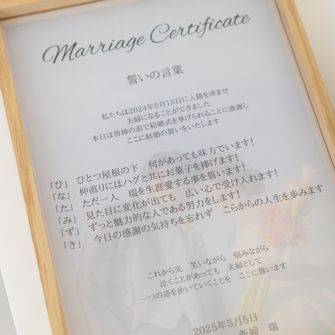 Marriage Certificate
誓いの言葉
私たちは2024年5月15日に入籍を済ませ
夫婦になることができました
本日は皆様の前で結婚式を挙げられることに感謝し
ここに結婚の誓いをいたします
「ひ」 ひとつ屋根の下 何があっても味方でいます!
「な」 仲直りにはハグと共にお菓子を捧げます!
「た」 ただ一人 瑞を生涯愛する事を誓います!
「み」 見た目に変化が出ても 広い心で受け入れます!
「ず」 ずっと魅力的な人である努力をします!
「き」 今日の感謝の気持ちを忘れず こらからの人生を歩みます
これから先 笑いながら 悩みながら
泣くことがあっても 夫婦として
一つの道を歩いていくことを ここに誓います
2025年5月5日
新婦 瑞